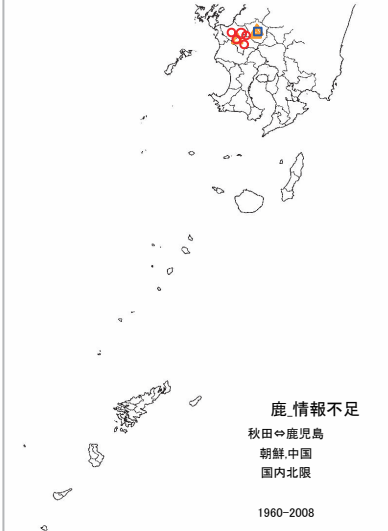 鹿_情報不足
秋田⇔鹿児島
朝鮮,中国
国内北限
1960-2008